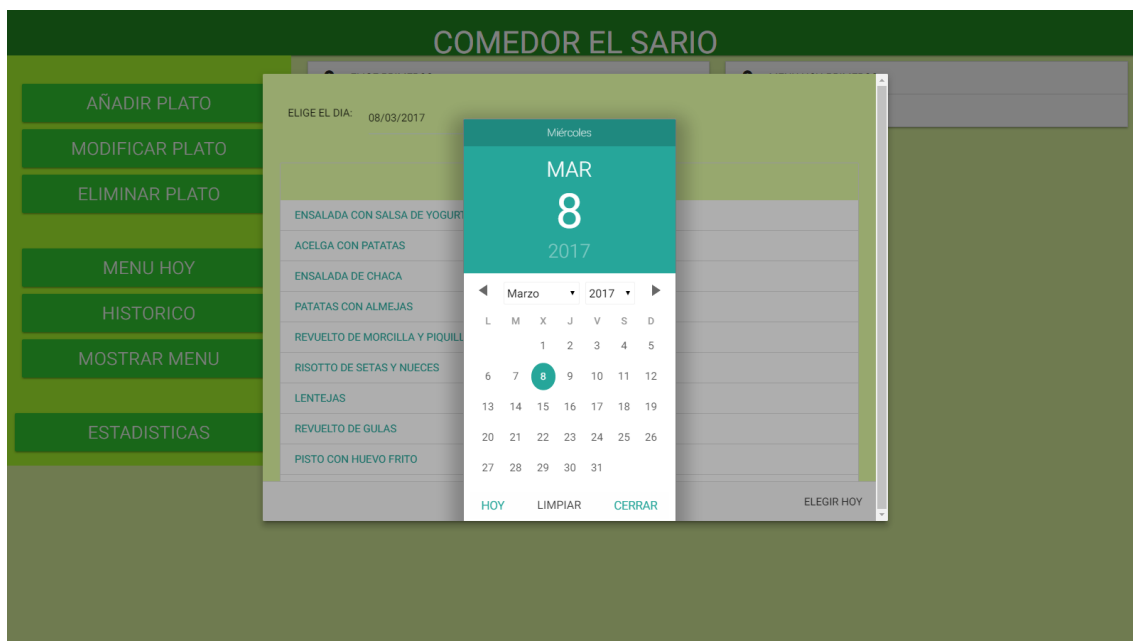 COMEDOR EL SARIO
AÑADIR PLATO
MODIFICAR PLATO
ELIMINAR PLATO
MENU HOY
HISTORICO
MOSTRAR MENU
ESTADISTICAS
ELIGE EL DIA: 08/03/2017
ENSALADA CON SALSA DE YOGURT
ACELGA CON PATATAS
ENSALADA DE CHACA
PATATAS CON ALMEJAS
REVUELTO DE MORCILLA Y PIQUILL
RISOTTO DE SETAS Y NUECES
LENTEJAS
REVUELTO DE GULAS
PISTO CON HUEVO FRITO
Miércoles
MAR
8
2017
Marzo 2017
L M X J V S D
1 2 3 4 5
6 7 8 9 10 11 12
13 14 15 16 17 18 19
20 21 22 23 24 25 26
27 28 29 30 31
HOY LIMPIAR CERRAR
ELEGIR HOY